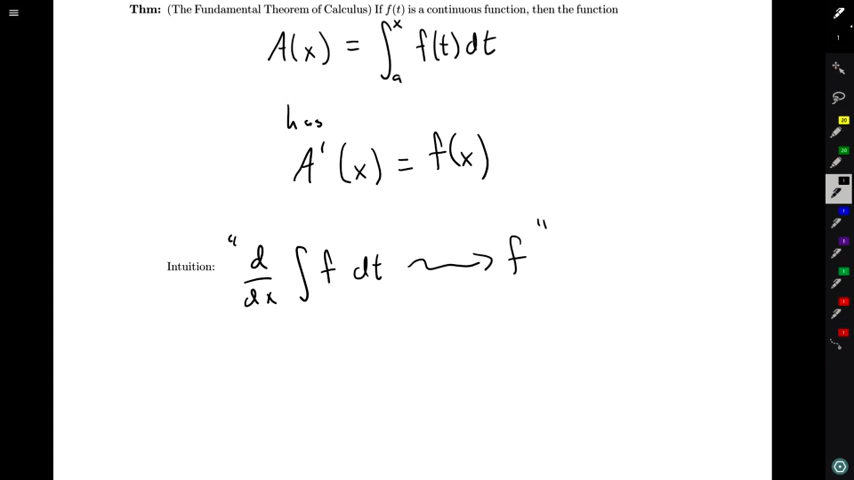 Thm: (The Fundamental Theorem of Calculus) If f(t) is a continuous function, then the function
A(x) = ∫ₐˣ f(t) dt
has
A'(x) = f(x)
Intuition: " d/dx ∫ f dt ⟿ f "